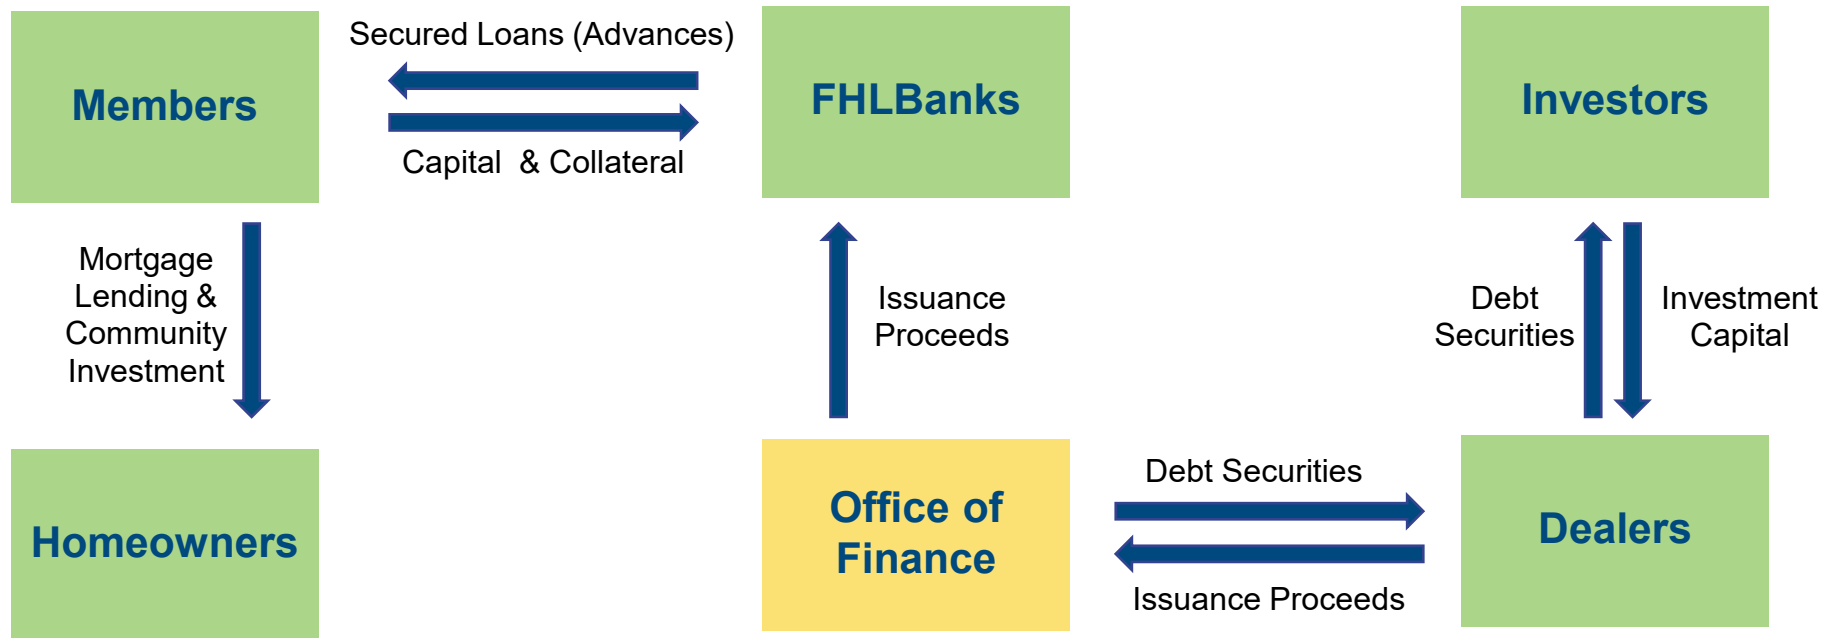 Members
Secured Loans (Advances)
Capital & Collateral
FHLBanks
Investors
Mortgage
Lending &
Community
Investment
Issuance
Proceeds
Debt
Securities
Investment
Capital
Homeowners
Office of
Finance
Debt Securities
Issuance Proceeds
Dealers